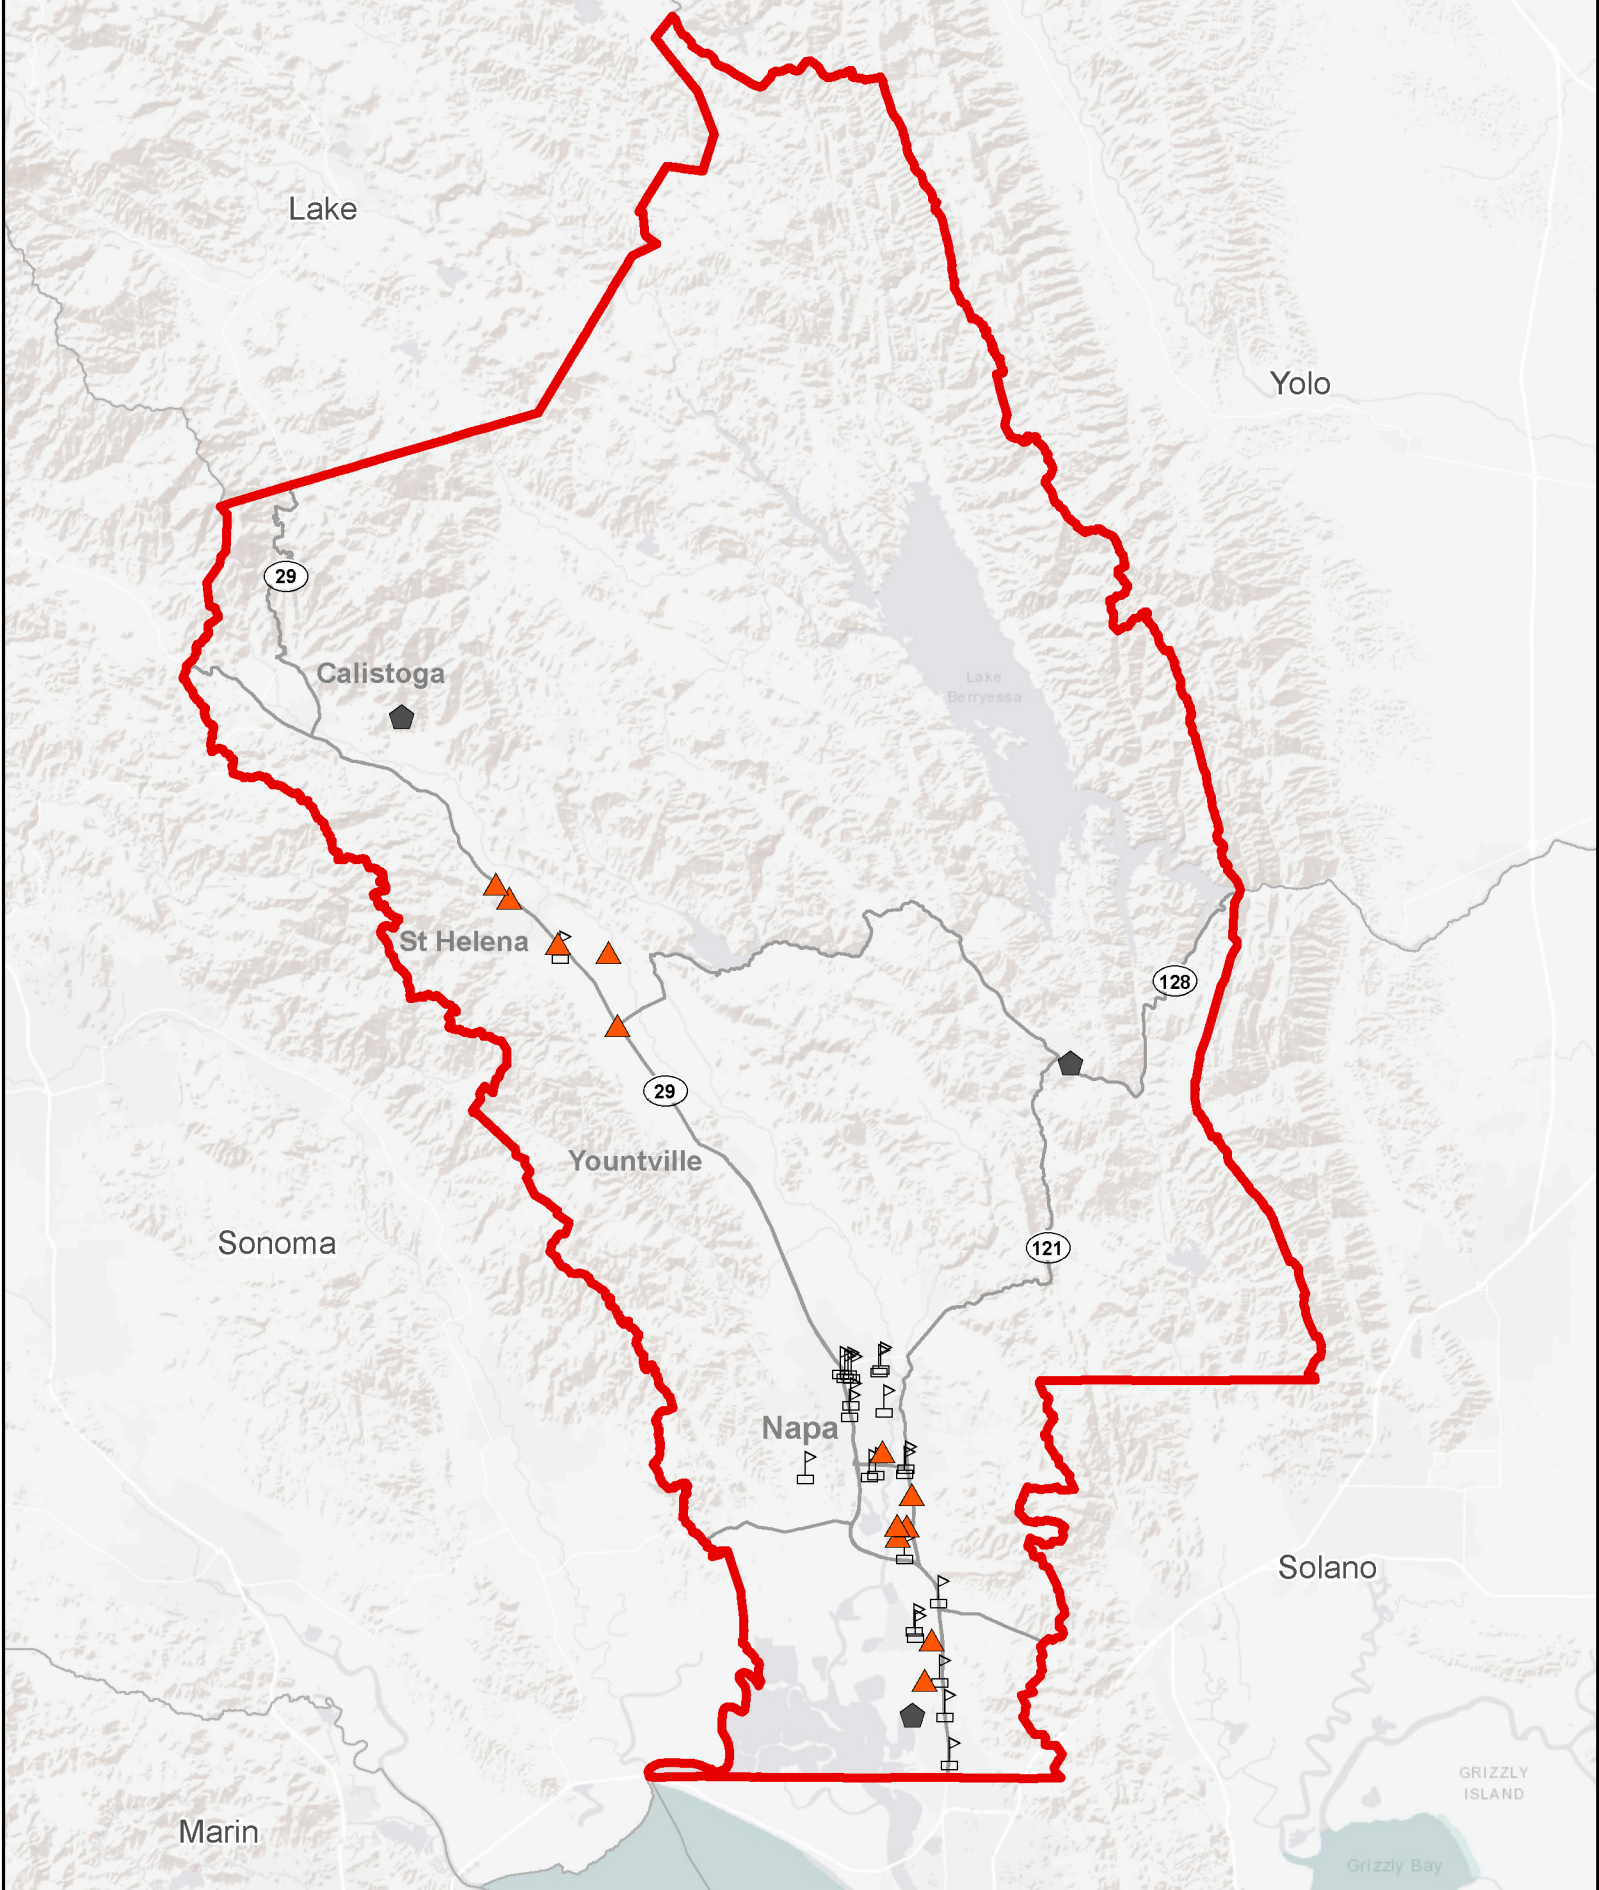 Lake
Yolo
29
Calistoga
Lake
Berryessa
St Helena
128
29
Yountville
Sonoma
121
Napa
Solano
GRIZZLY
ISLAND
Marin
Grizzly Bay